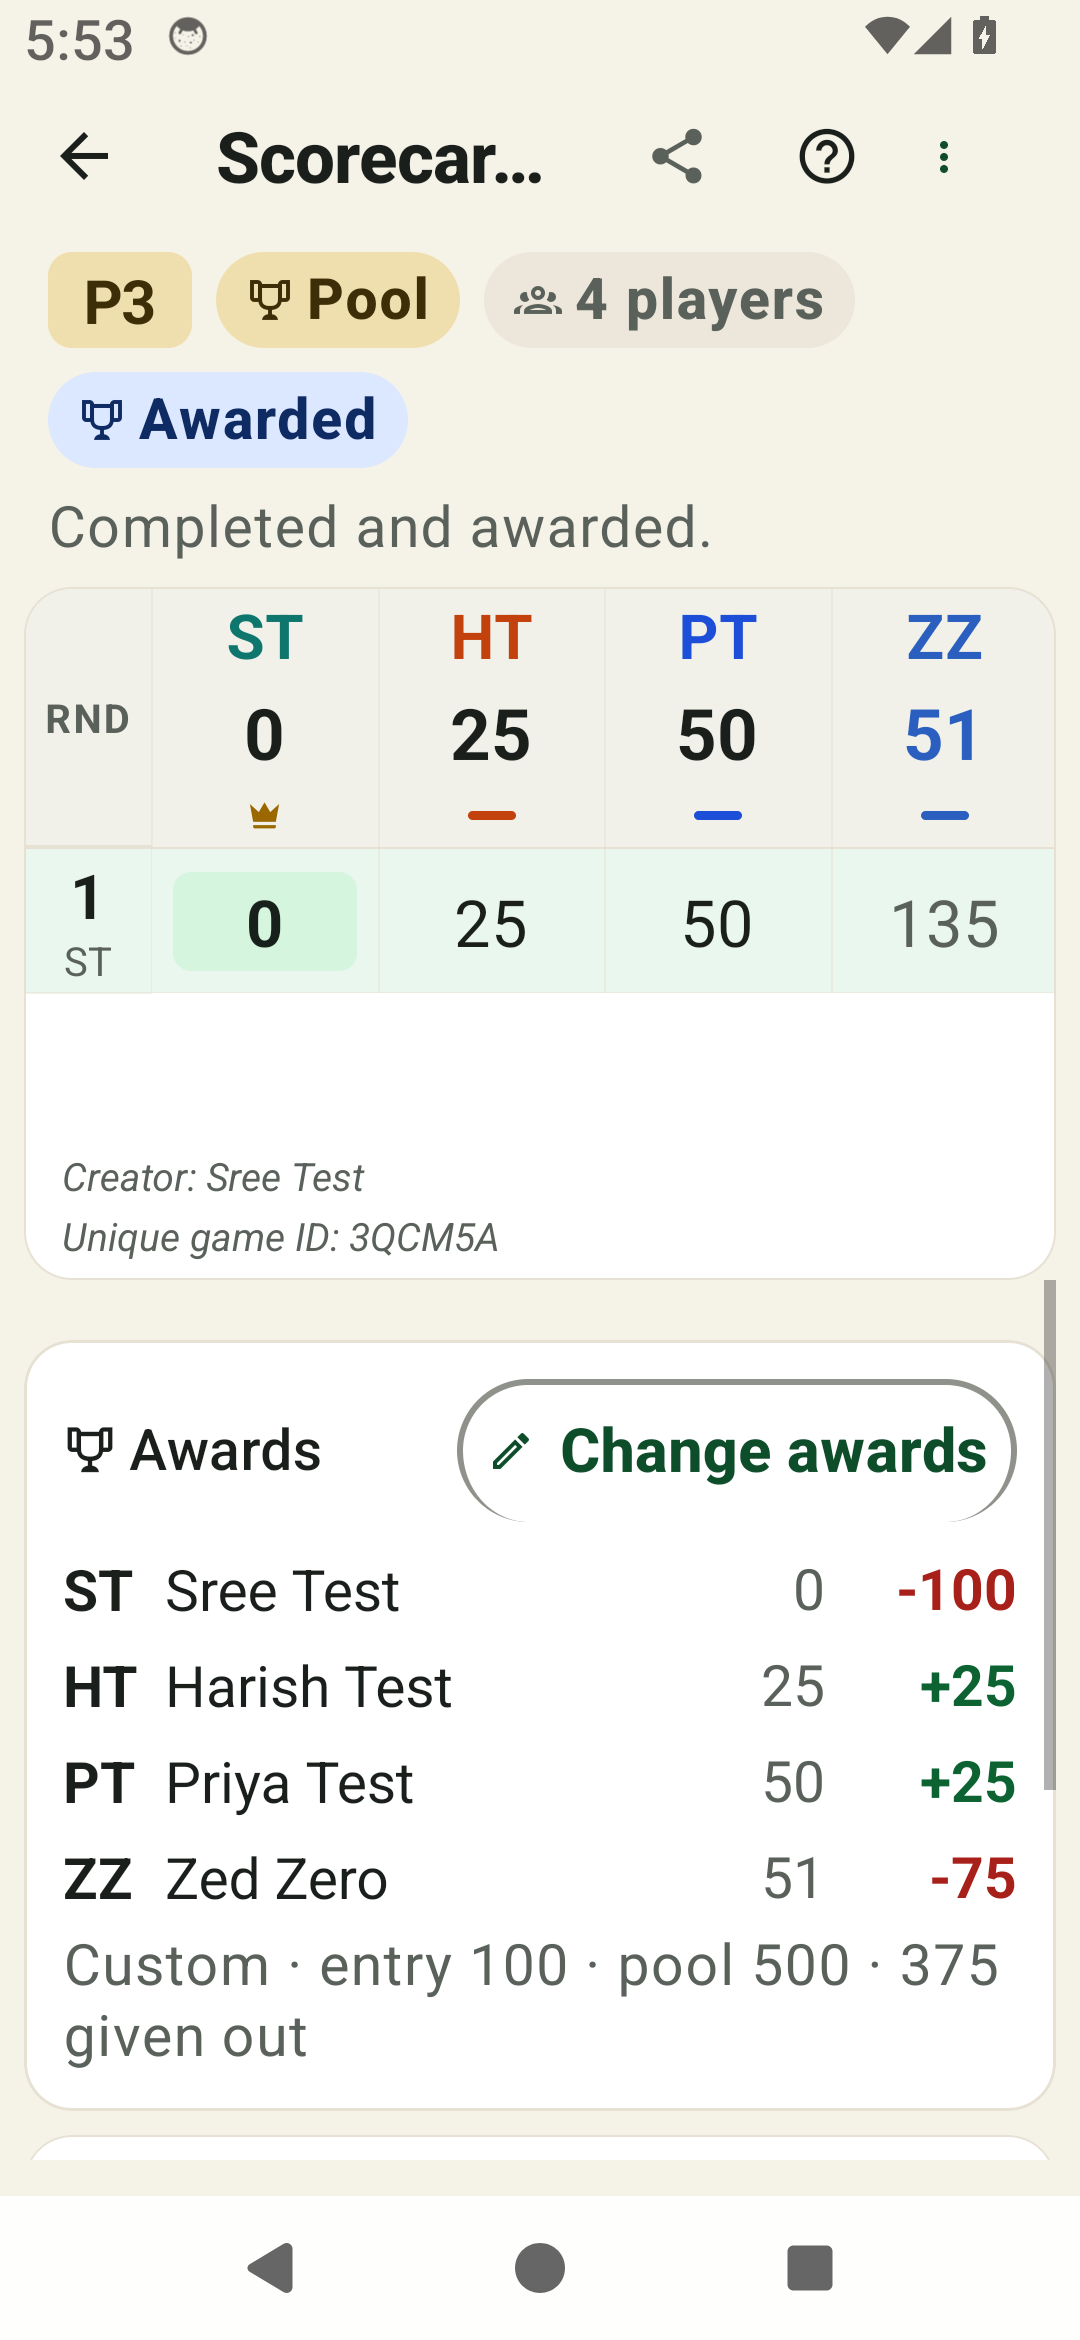 5:53
Scorecar...
P3
Pool
4 players
Awarded
Completed and awarded.
RND ST HT PT ZZ
0 25 50 51
1 0 25 50 135
ST
Creator: Sree Test
Unique game ID: 3QCM5A
Awards
Change awards
ST Sree Test 0 -100
HT Harish Test 25 +25
PT Priya Test 50 +25
ZZ Zed Zero 51 -75
Custom · entry 100 · pool 500 · 375
given out